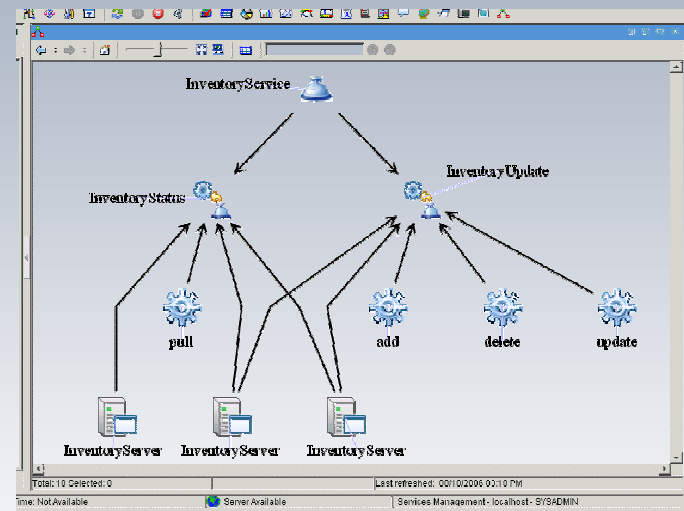 InventoryService
InventoryUpdate
InventoryStatus
pull
add
delete
update
InventoryServer
InventoryServer
InventoryServer
Total: 10 Selected: 0
Last refreshed:
Time: Not Available
Server Available
Services Management - localhost - SYSADMIN